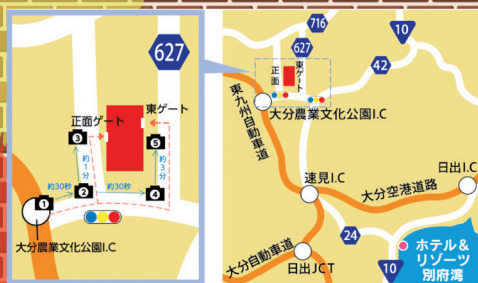 627
正面ゲート
東ゲート
3
約1分
5
約3分
約30秒
約30秒
1
2
4
大分農業文化公園I.C
716
10
627
42
正面
東ゲート
東九州自動車道
大分農業文化公園I.C
速見I.C
日出I.C
大分空港道路
24
大分自動車道
日出JCT
10
ホテル&
リゾーツ
別府湾